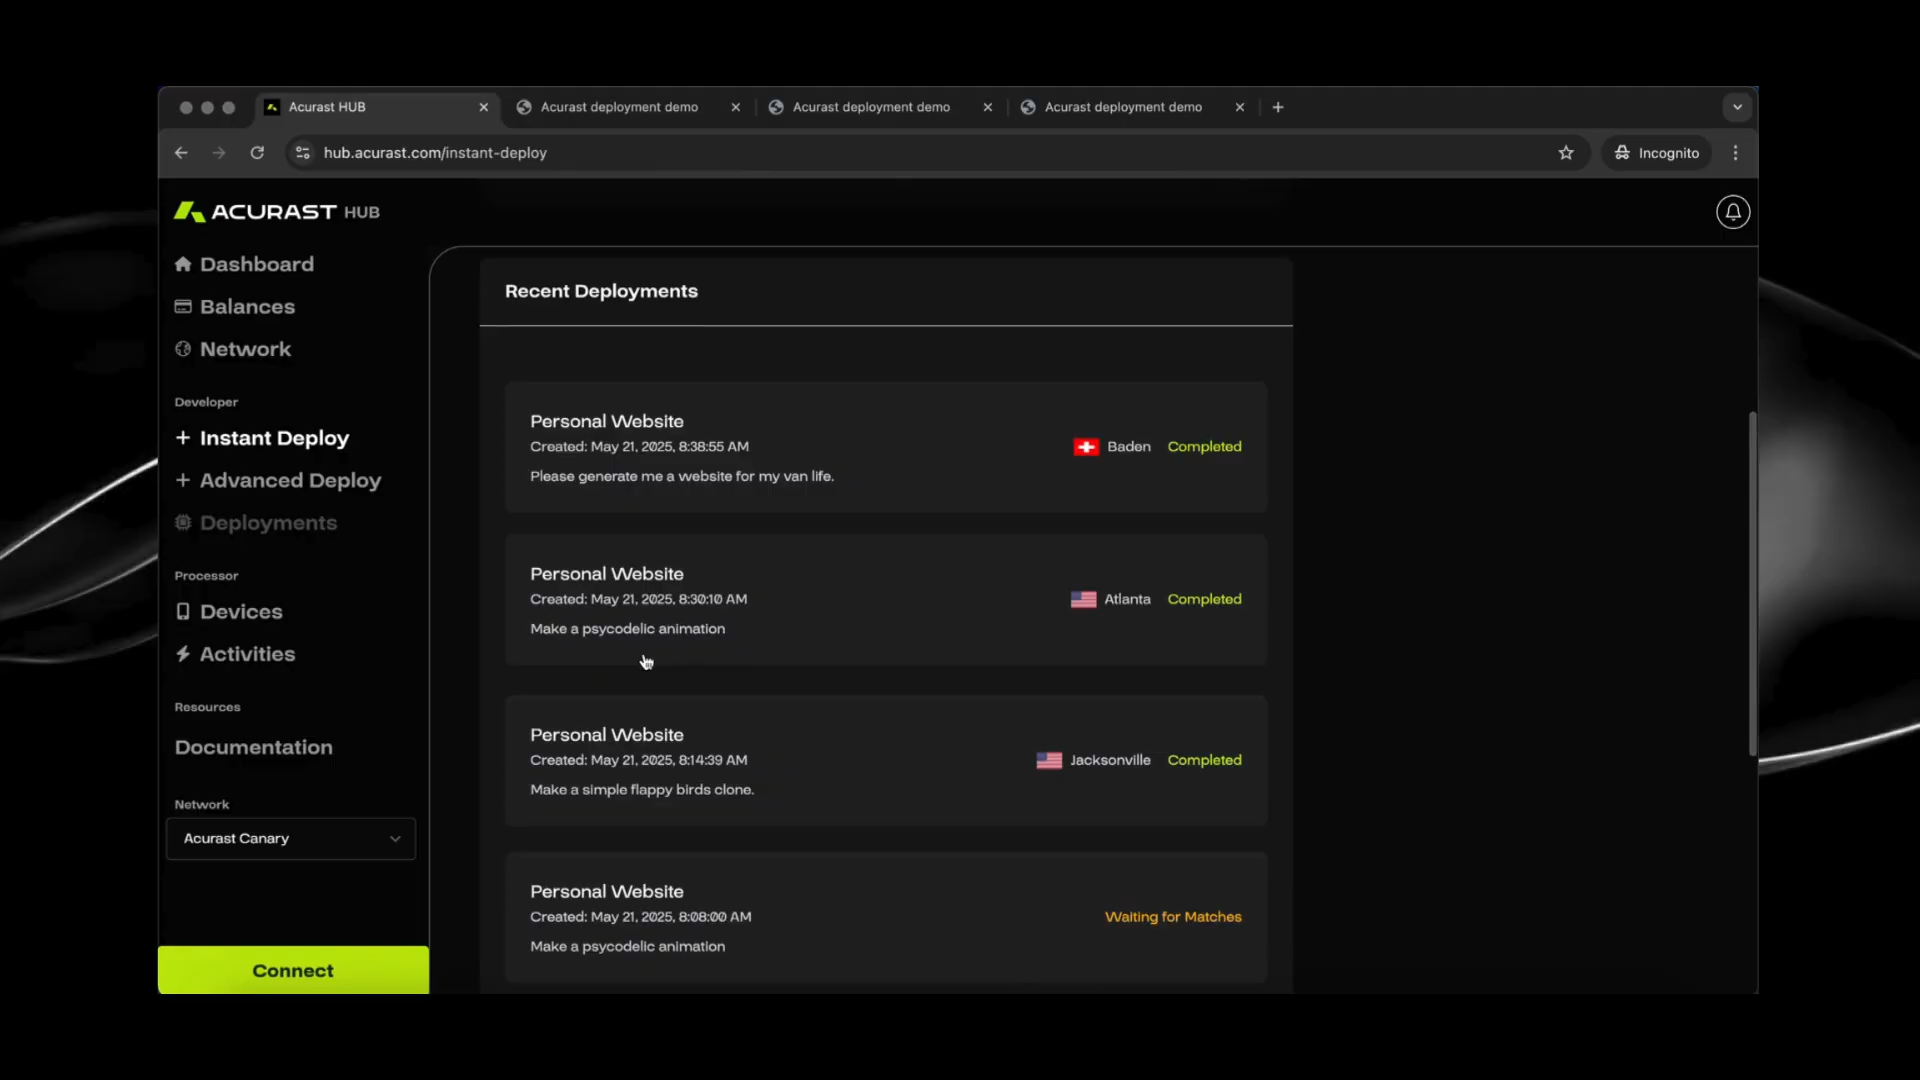 Acurast HUB
Acurast deployment demo
Acurast deployment demo
Acurast deployment demo
hub.acurast.com/instant-deploy
Incognito
ACURAST HUB
Dashboard
Balances
Network
Developer
Instant Deploy
Advanced Deploy
Deployments
Processor
Devices
Activities
Resources
Documentation
Network
Acurast Canary
Connect
Recent Deployments
Personal Website
Created: May 21, 2025, 8:38:55 AM
Baden Completed
Please generate me a website for my van life.
Personal Website
Created: May 21, 2025, 8:30:10 AM
Atlanta Completed
Make a psycodelic animation
Personal Website
Created: May 21, 2025, 8:14:39 AM
Jacksonville Completed
Make a simple flappy birds clone.
Personal Website
Created: May 21, 2025, 8:08:00 AM
Waiting for Matches
Make a psycodelic animation